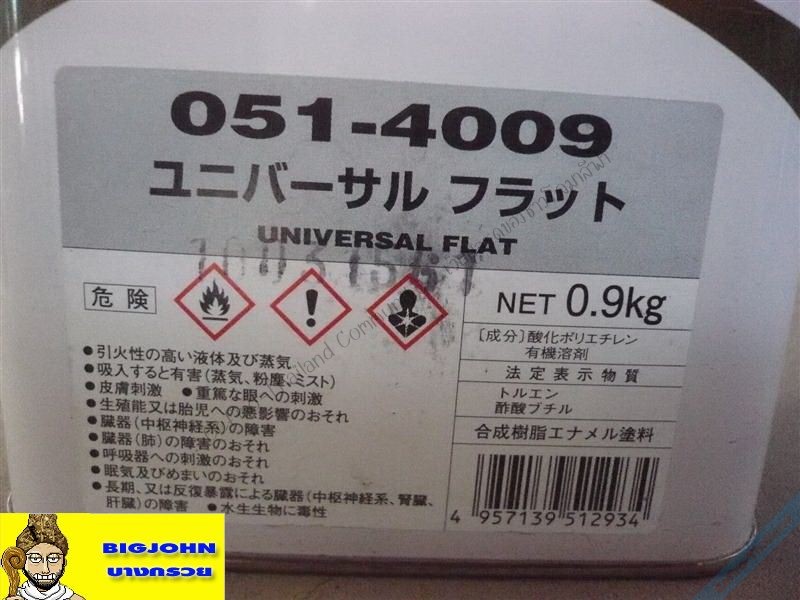 051-4009
ユニバーサル フラット
UNIVERSAL FLAT
危険
NET 0.9kg
●引火性の高い液体及び蒸気
●吸入すると有害(蒸気、粉塵、ミスト)
●皮膚刺激 ●重篤な眼への刺激
●生殖能又は胎児への悪影響のおそれ
●臓器(中枢神経系)の障害
●臓器(肺)の障害のおそれ
●呼吸器への刺激のおそれ
●眠気及びめまいのおそれ
●長期、又は反復暴露による臓器(中枢神経系、腎臓、
肝臓)の障害 ●水生生物に毒性
〔成分〕酸化ポリエチレン
有機溶剤
法定表示物質
トルエン
酢酸ブチル
合成樹脂エナメル塗料
4 957139 512934
BIGJOHN
บางกรวย